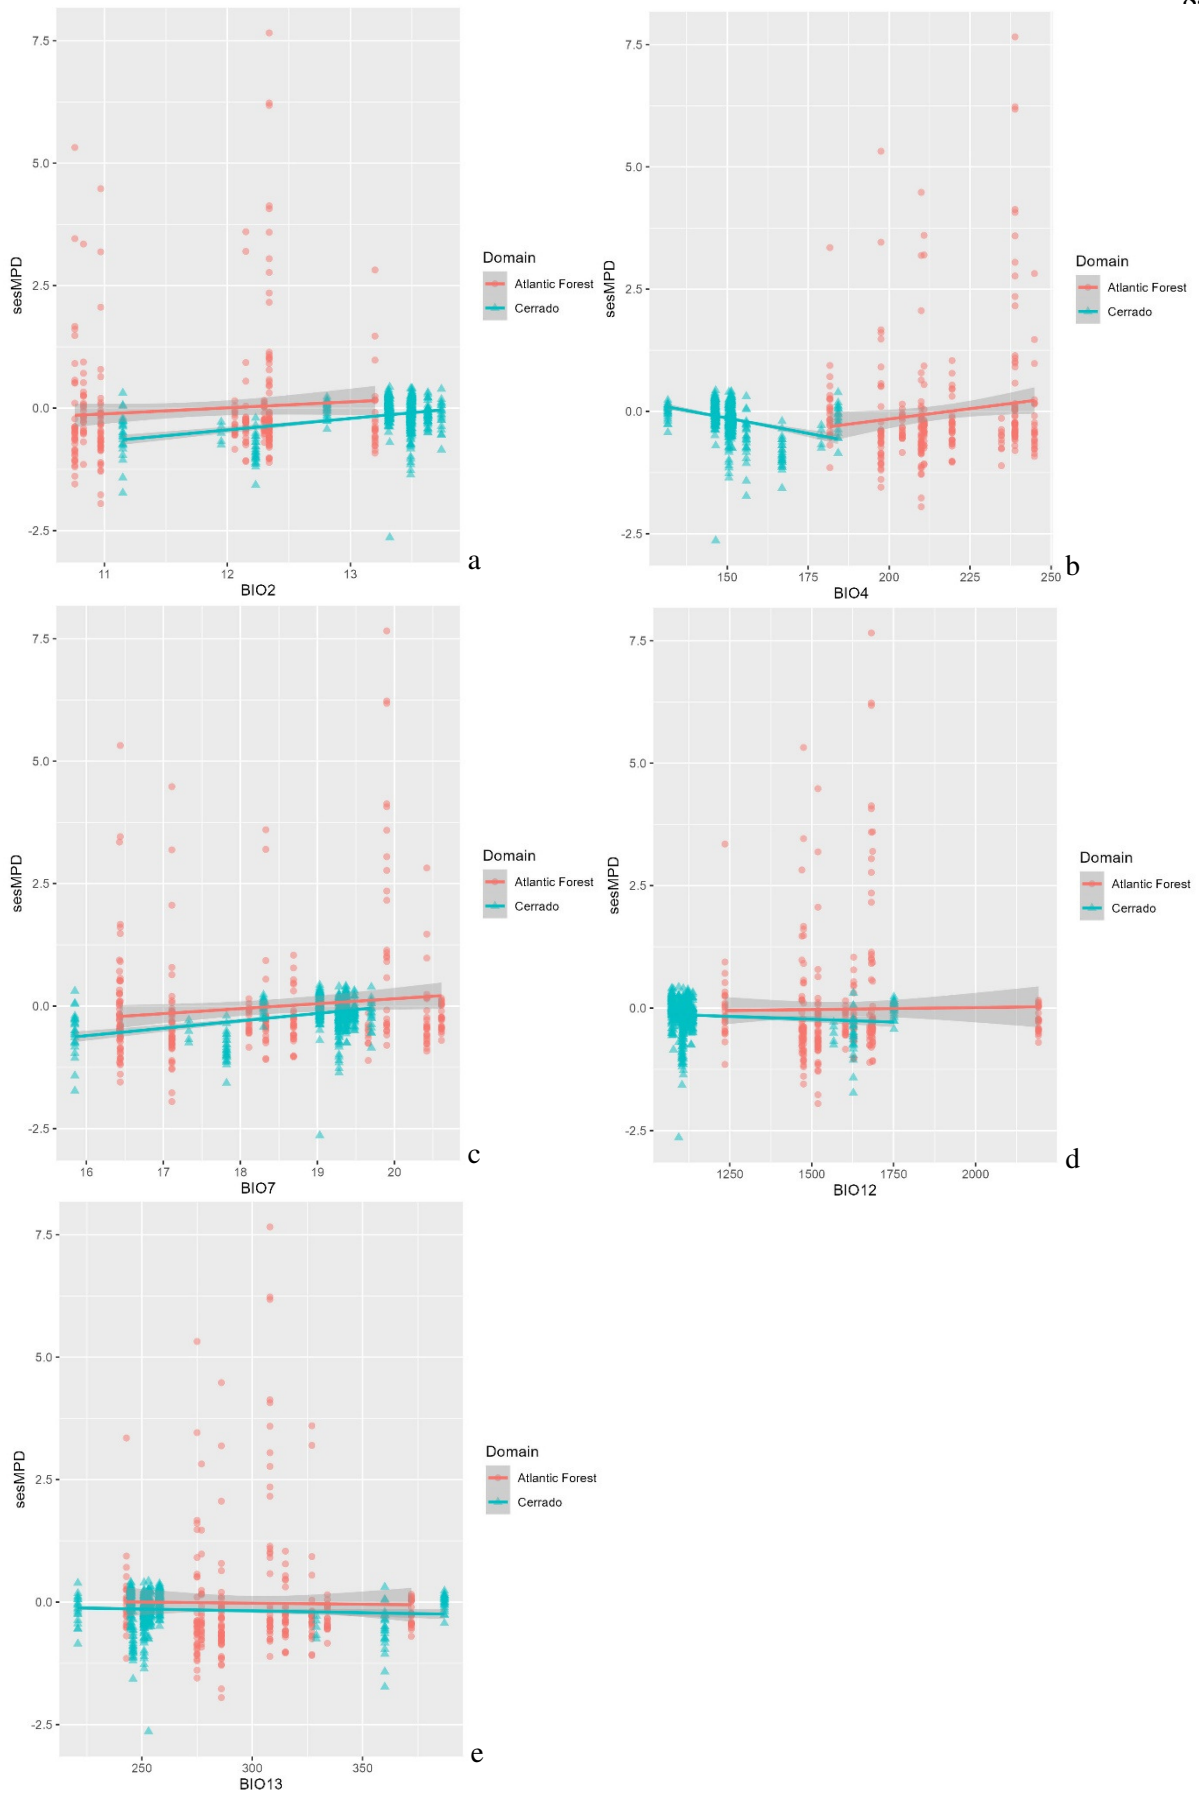 7.5
5.0
2.5
0.0
-2.5
sesMPD
11 12 13
BIO2
Domain
Atlantic Forest
Cerrado
a
7.5
5.0
2.5
0.0
-2.5
sesMPD
150 175 200 225 250
BIO4
Domain
Atlantic Forest
Cerrado
b
7.5
5.0
2.5
0.0
-2.5
sesMPD
16 17 18 19 20
BIO7
Domain
Atlantic Forest
Cerrado
c
7.5
5.0
2.5
0.0
-2.5
sesMPD
1250 1500 1750 2000
BIO12
Domain
Atlantic Forest
Cerrado
d
7.5
5.0
2.5
0.0
-2.5
sesMPD
250 300 350
BIO13
Domain
Atlantic Forest
Cerrado
e